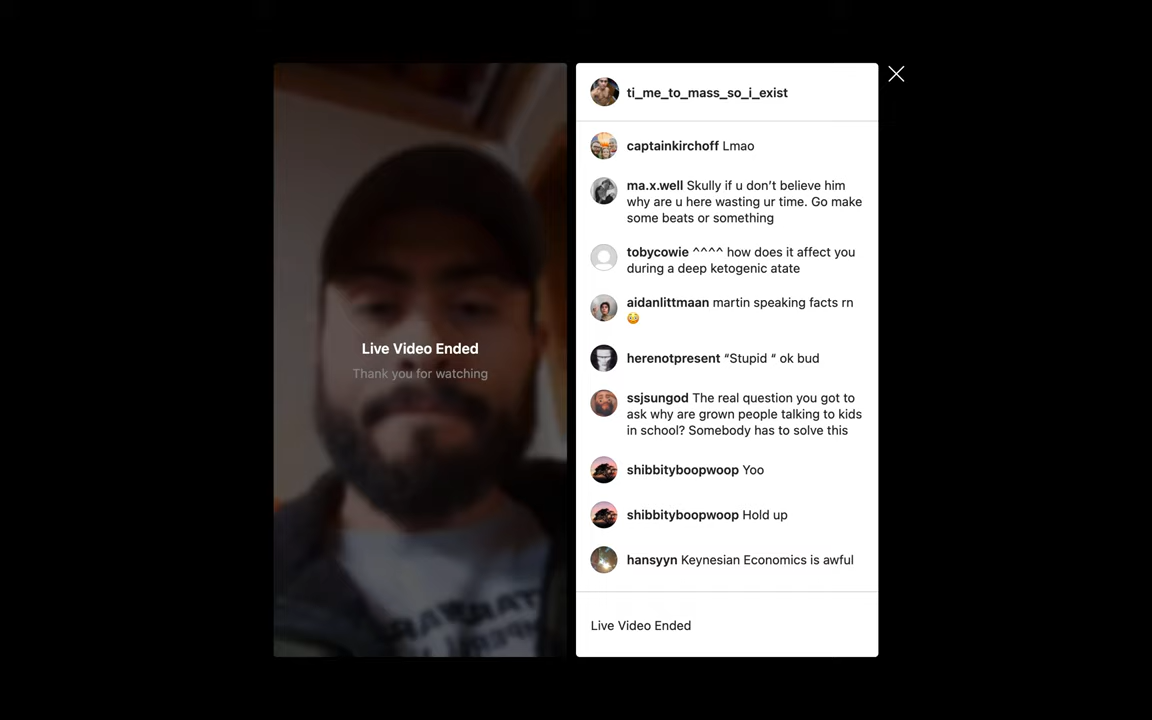 ti_me_to_mass_so_i_exist
captainkirchoff Lmao
ma.x.well Skully if u don’t believe him
why are u here wasting ur time. Go make
some beats or something
tobycowie ^^^^ how does it affect you
during a deep ketogenic atate
aidanlittmaan martin speaking facts rn
😳
herenotpresent “Stupid “ ok bud
ssjsungod The real question you got to
ask why are grown people talking to kids
in school? Somebody has to solve this
shibbityboopwoop Yoo
shibbityboopwoop Hold up
hansyyn Keynesian Economics is awful
Live Video Ended
Live Video Ended
Thank you for watching